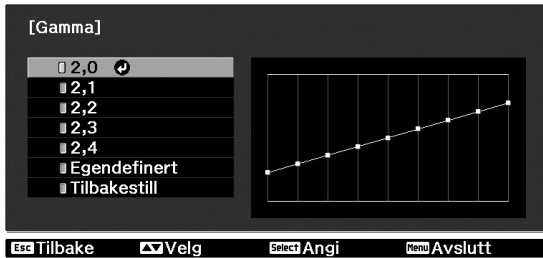 [Gamma]
2,0
2,1
2,2
2,3
2,4
Egendefinert
Tilbakestill
Esc Tilbake Velg Select Angi Menu Avslutt